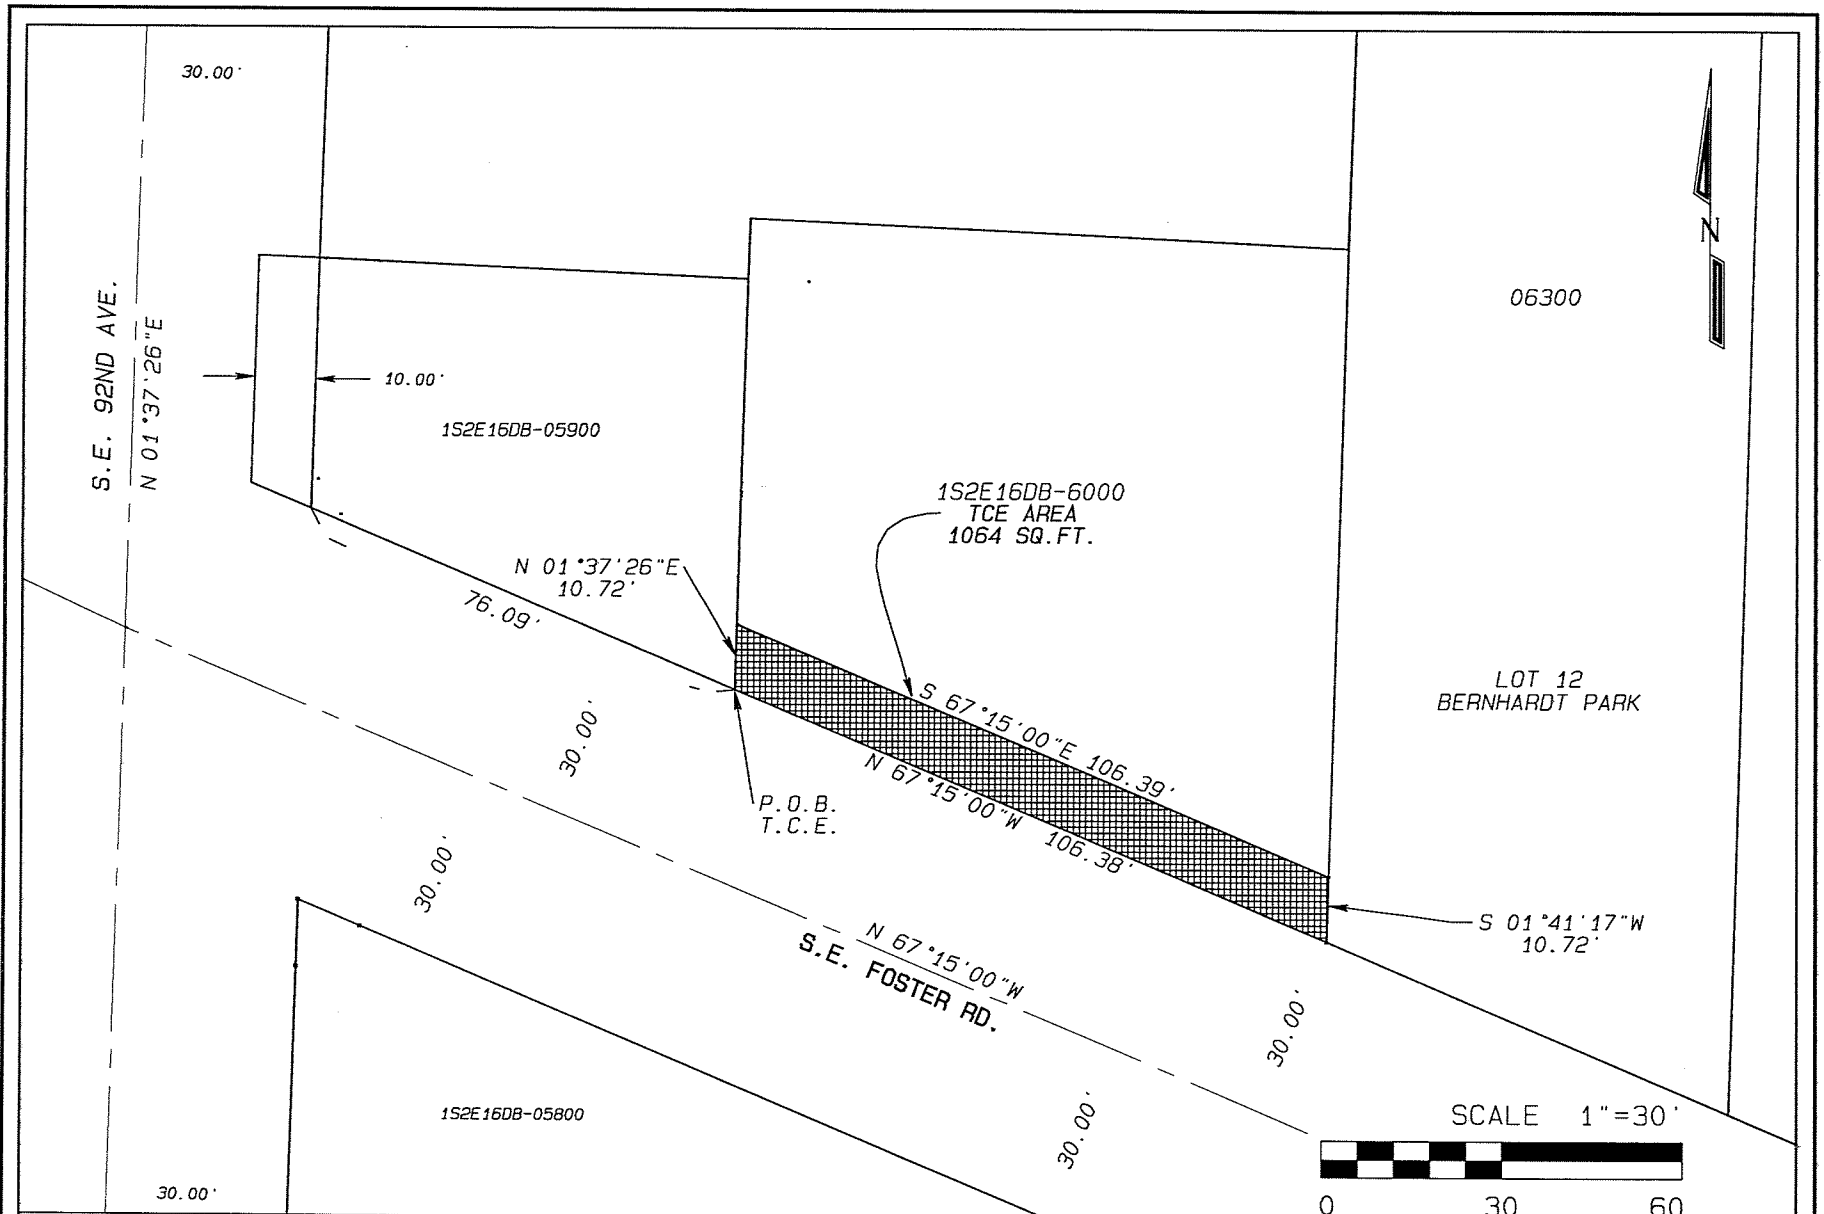 30.00'
N
S.E. 92ND AVE.
N 01°37'26"E
06300
10.00'
1S2E16DB-05900
1S2E16DB-6000
TCE AREA
1064 SQ.FT.
N 01°37'26"E
10.72'
76.09'
S 67°15'00"E 106.39'
N 67°15'00"W 106.38'
LOT 12
BERNHARDT PARK
30.00'
P.O.B.
T.C.E.
30.00'
N 67°15'00"W
S.E. FOSTER RD.
S 01°41'17"W
10.72'
30.00'
30.00'
1S2E16DB-05800
30.00'
SCALE 1"=30'
0 30 60